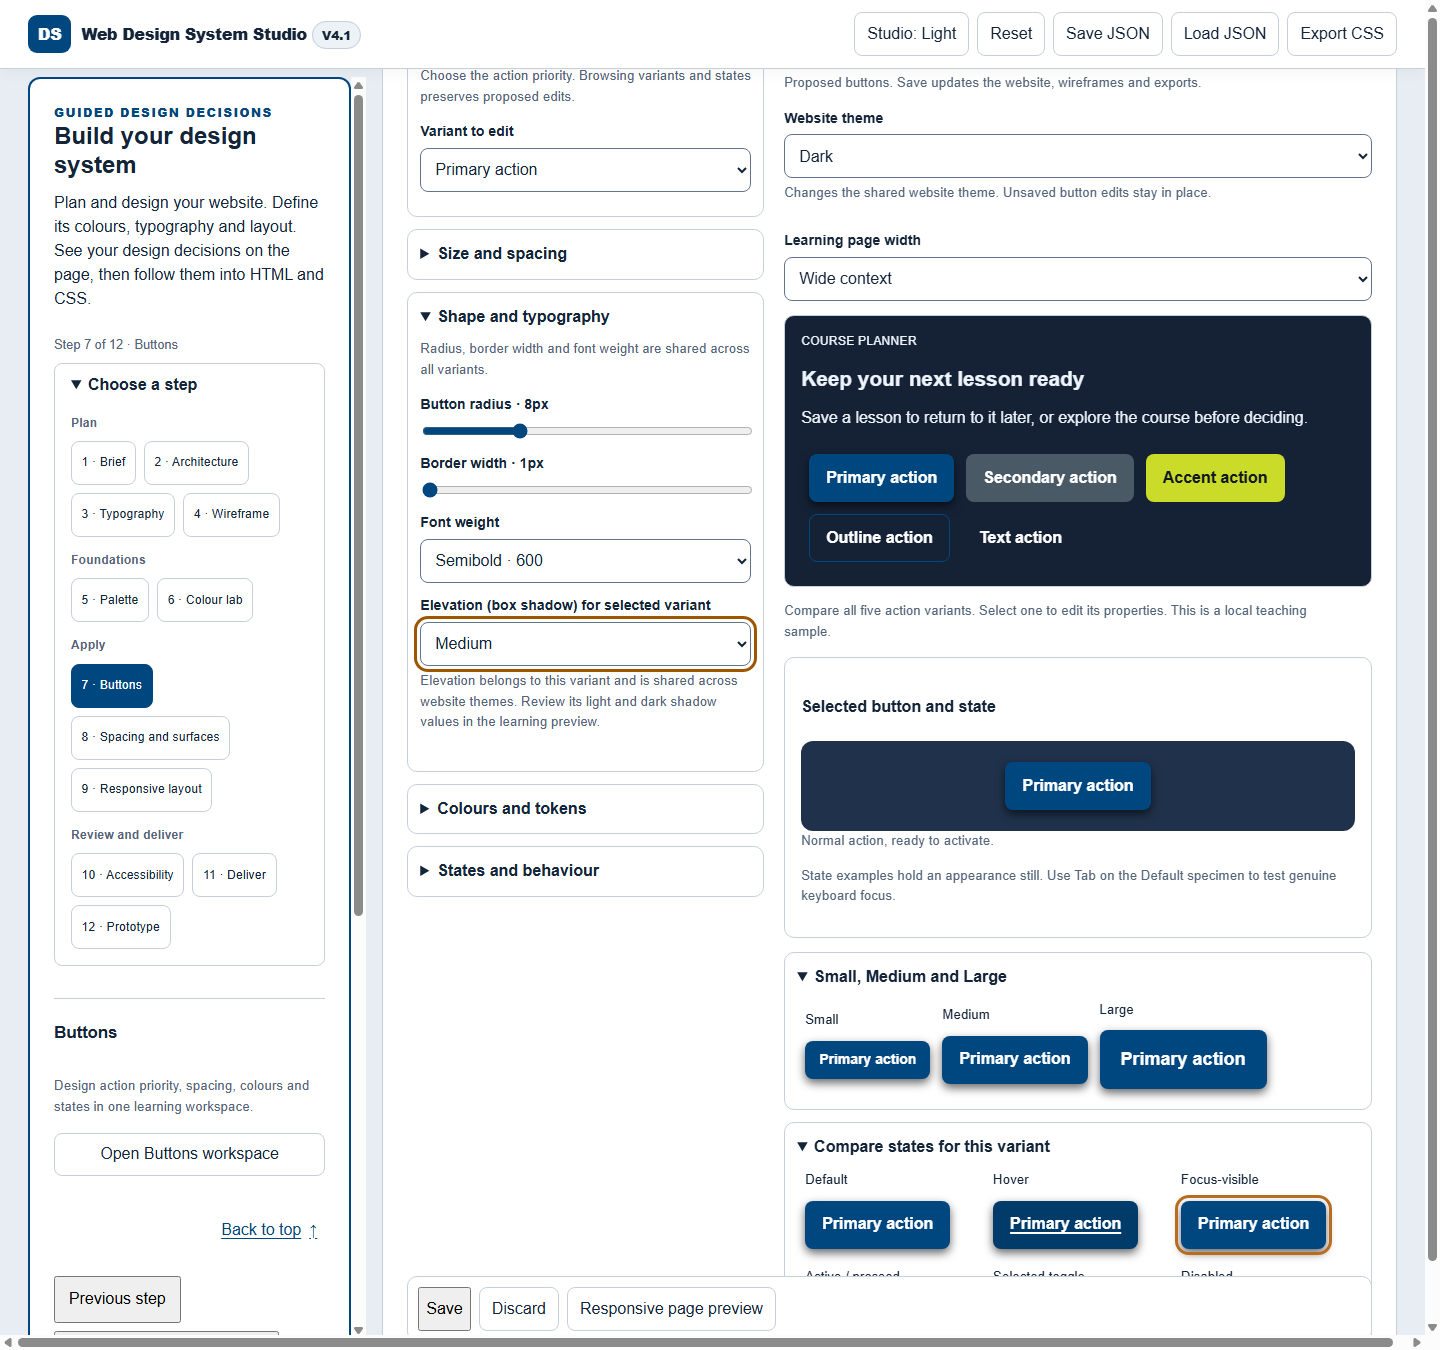 DS Web Design System Studio V4.1
Studio: Light
Reset
Save JSON
Load JSON
Export CSS
GUIDED DESIGN DECISIONS
Build your design
system
Plan and design your website. Define
its colours, typography and layout.
See your design decisions on the
page, then follow them into HTML and
CSS.
Step 7 of 12 · Buttons
Choose a step
Plan
1 · Brief
2 · Architecture
3 · Typography
4 · Wireframe
Foundations
5 · Palette
6 · Colour lab
Apply
7 · Buttons
8 · Spacing and surfaces
9 · Responsive layout
Review and deliver
10 · Accessibility
11 · Deliver
12 · Prototype
Buttons
Design action priority, spacing, colours and
states in one learning workspace.
Open Buttons workspace
Back to top ↑
Previous step
Choose the action priority. Browsing variants and states
preserves proposed edits.
Variant to edit
Primary action
Size and spacing
Shape and typography
Radius, border width and font weight are shared across
all variants.
Button radius · 8px
Border width · 1px
Font weight
Semibold · 600
Elevation (box shadow) for selected variant
Medium
Elevation belongs to this variant and is shared across
website themes. Review its light and dark shadow
values in the learning preview.
Colours and tokens
States and behaviour
Proposed buttons. Save updates the website, wireframes and exports.
Website theme
Dark
Changes the shared website theme. Unsaved button edits stay in place.
Learning page width
Wide context
COURSE PLANNER
Keep your next lesson ready
Save a lesson to return to it later, or explore the course before deciding.
Primary action
Secondary action
Accent action
Outline action
Text action
Compare all five action variants. Select one to edit its properties. This is a local teaching
sample.
Selected button and state
Primary action
Normal action, ready to activate.
State examples hold an appearance still. Use Tab on the Default specimen to test genuine
keyboard focus.
Small, Medium and Large
Small
Medium
Large
Primary action
Primary action
Primary action
Compare states for this variant
Default
Hover
Focus-visible
Primary action
Primary action
Primary action
Active / pressed
Selected toggle
Disabled
Save
Discard
Responsive page preview